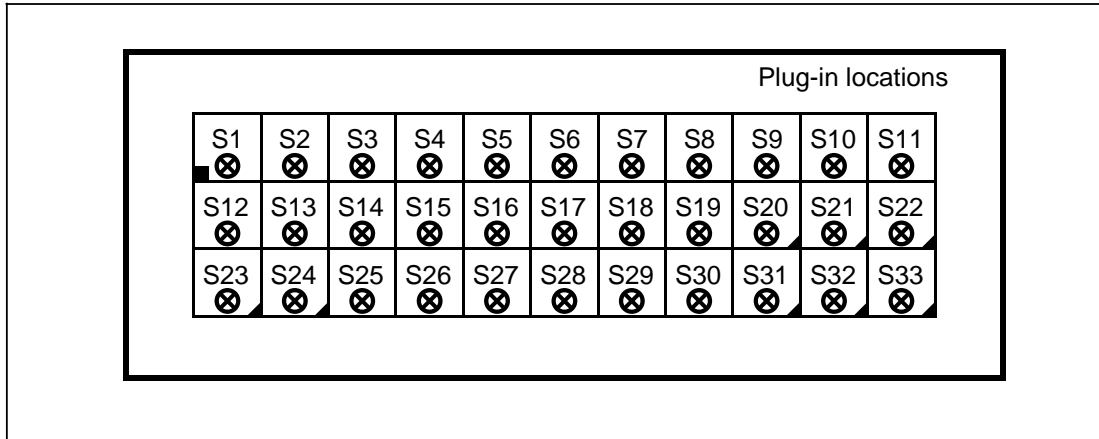 Plug-in locations
S1 S2 S3 S4 S5 S6 S7 S8 S9 S10 S11
S12 S13 S14 S15 S16 S17 S18 S19 S20 S21 S22
S23 S24 S25 S26 S27 S28 S29 S30 S31 S32 S33